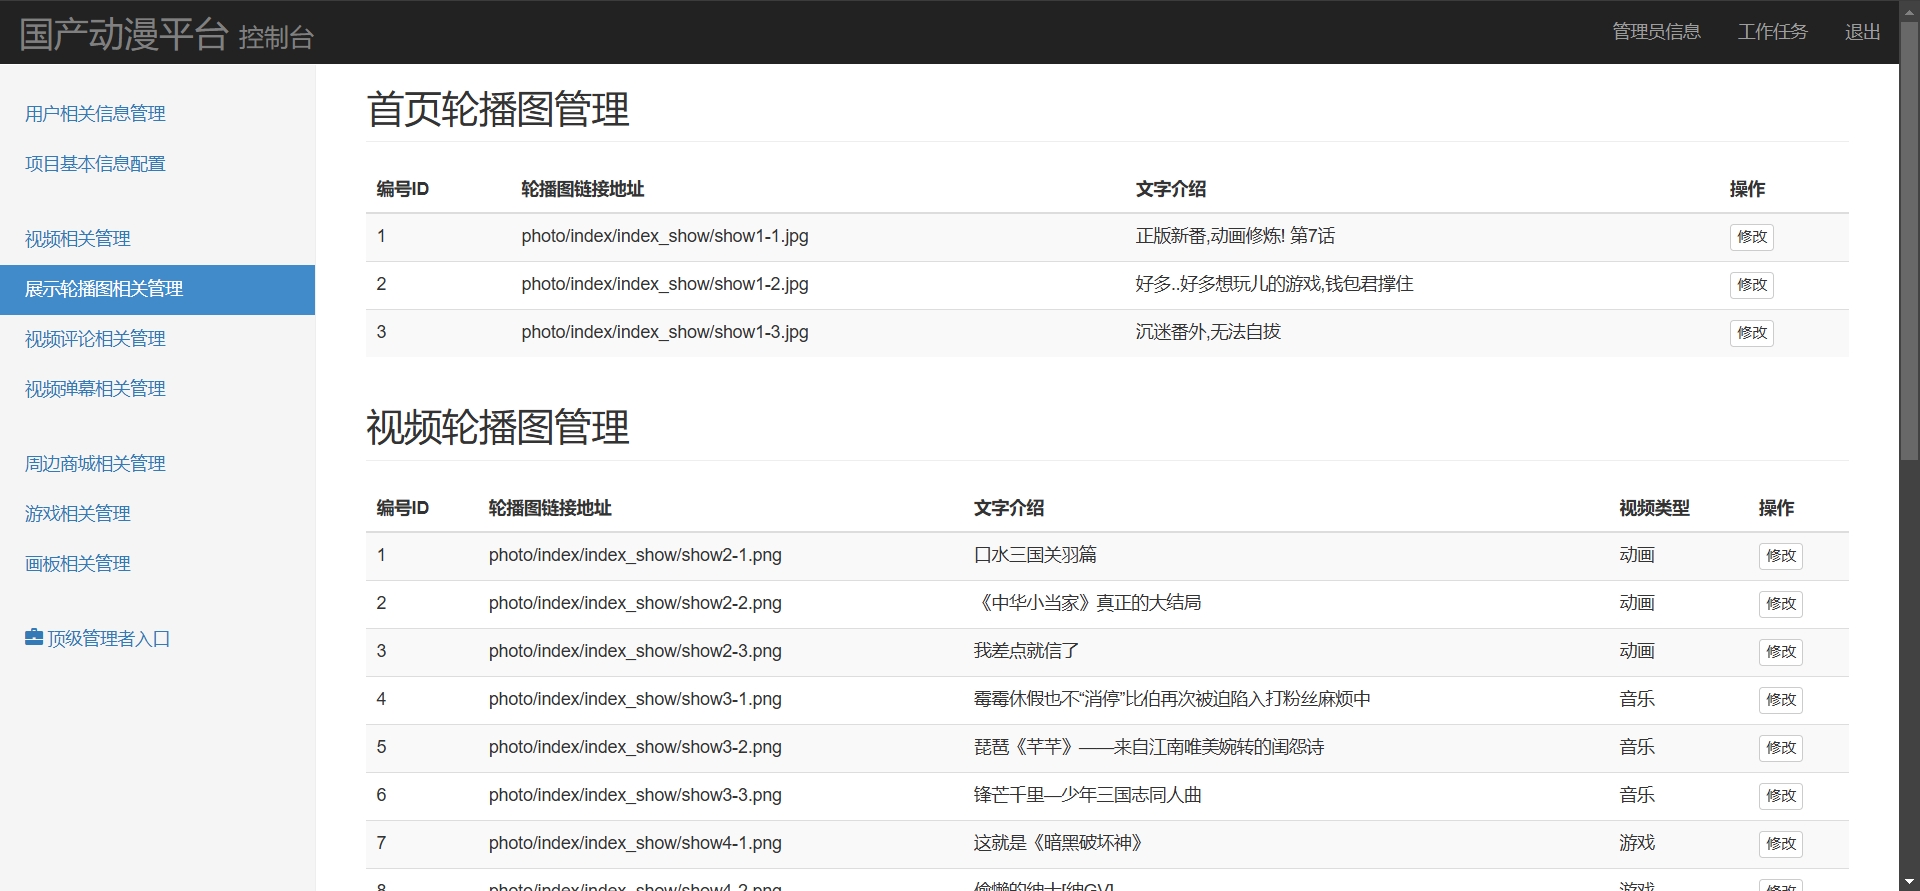 国产动漫平台 控制台
管理员信息 工作任务 退出
用户相关信息管理
项目基本信息配置
视频相关管理
展示轮播图相关管理
视频评论相关管理
视频弹幕相关管理
周边商城相关管理
游戏相关管理
画板相关管理
顶级管理者入口
首页轮播图管理
编号ID 轮播图链接地址 文字介绍 操作
1 photo/index/index_show/show1-1.jpg 正版新番,动画修炼! 第7话 修改
2 photo/index/index_show/show1-2.jpg 好多..好多想玩儿的游戏,钱包君撑住 修改
3 photo/index/index_show/show1-3.jpg 沉迷番外,无法自拔 修改
视频轮播图管理
编号ID 轮播图链接地址 文字介绍 视频类型 操作
1 photo/index/index_show/show2-1.png 口水三国关羽篇 动画 修改
2 photo/index/index_show/show2-2.png 《中华小当家》真正的大结局 动画 修改
3 photo/index/index_show/show2-3.png 我差点就信了 动画 修改
4 photo/index/index_show/show3-1.png 霉霉休假也不“消停”比伯再次被迫陷入打粉丝麻烦中 音乐 修改
5 photo/index/index_show/show3-2.png 琵琶《芊芊》——来自江南唯美婉转的闺怨诗 音乐 修改
6 photo/index/index_show/show3-3.png 锋芒千里—少年三国志同人曲 音乐 修改
7 photo/index/index_show/show4-1.png 这就是《暗黑破坏神》 游戏 修改
8 photo/index/index_show/show4-2.png 偷懒的绅士[绅GV] 游戏 修改